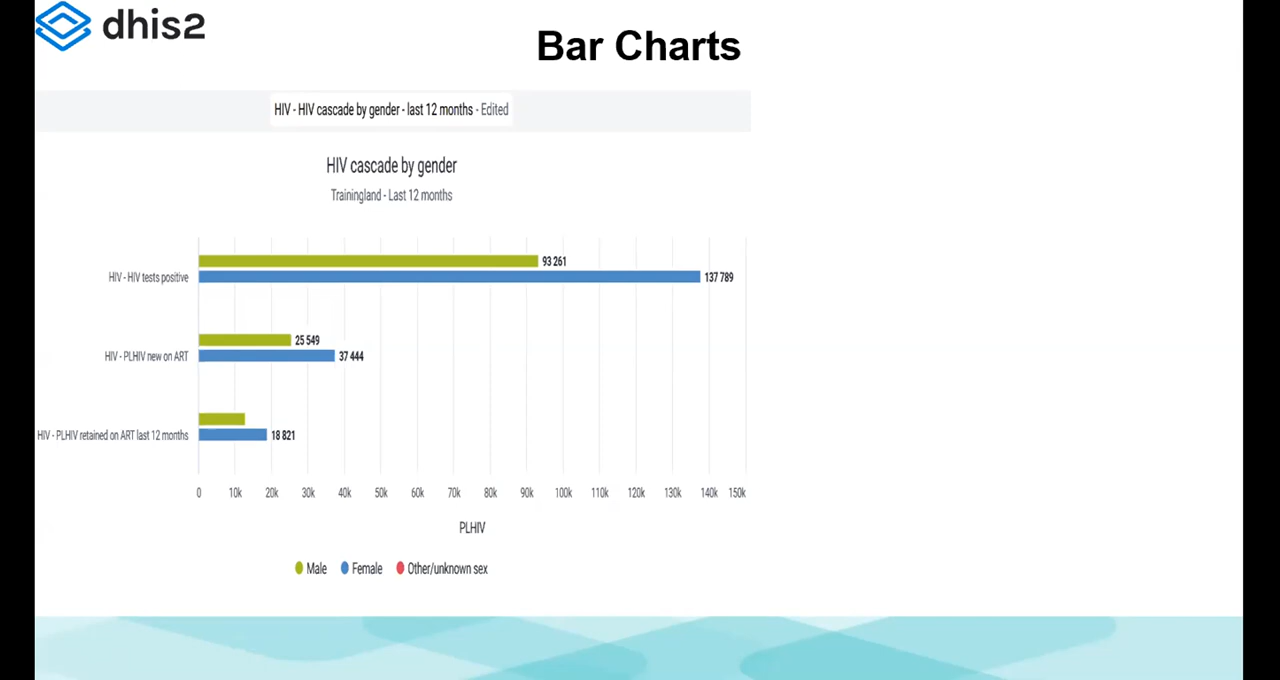 dhis2
Bar Charts
HIV - HIV cascade by gender - last 12 months - Edited
HIV cascade by gender
Trainingland - Last 12 months
HIV - HIV tests positive
93 261
137 789
HIV - PLHIV new on ART
25 549
37 444
HIV - PLHIV retained on ART last 12 months
18 821
0 10k 20k 30k 40k 50k 60k 70k 80k 90k 100k 110k 120k 130k 140k 150k
PLHIV
Male Female Other/unknown sex